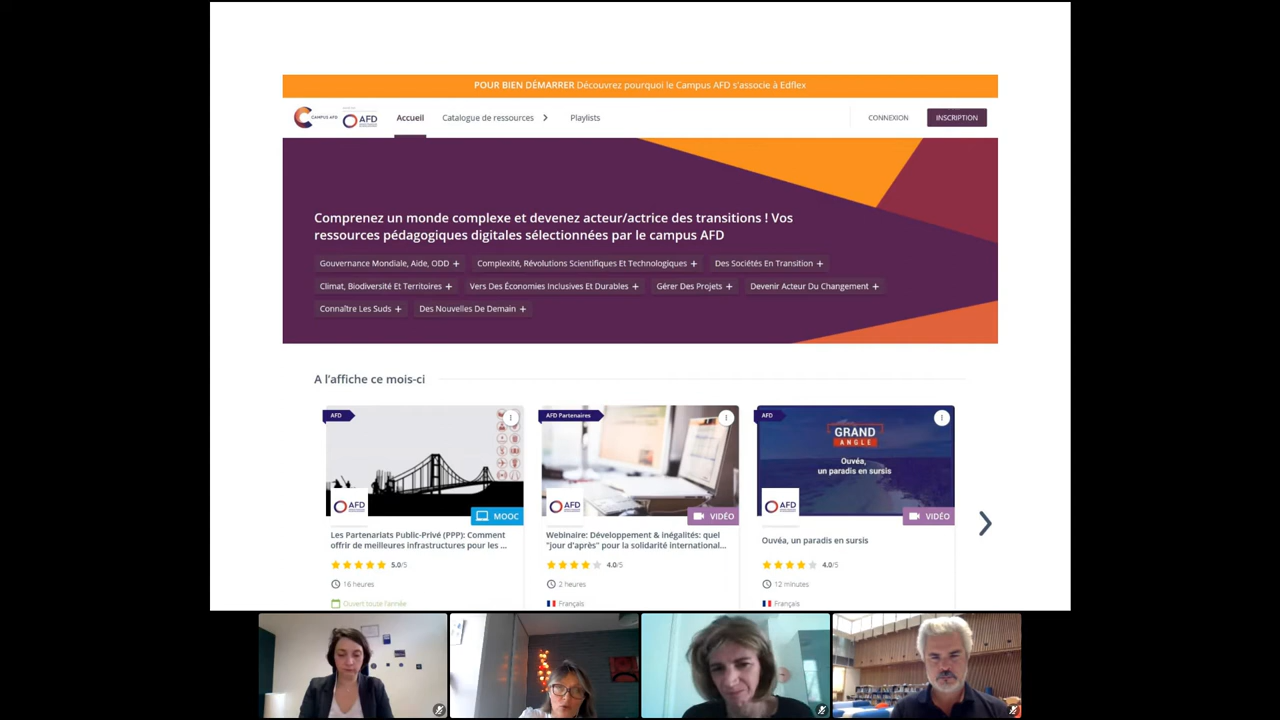 POUR BIEN DÉMARRER Découvrez pourquoi le Campus AFD s'associe à Edflex
CAMPUS AFD AFD Accueil Catalogue de ressources Playlists CONNEXION INSCRIPTION
Comprenez un monde complexe et devenez acteur/actrice des transitions ! Vos
ressources pédagogiques digitales sélectionnées par le campus AFD
Gouvernance Mondiale, Aide, ODD + Complexité, Révolutions Scientifiques Et Technologiques + Des Sociétés En Transition +
Climat, Biodiversité Et Territoires + Vers Des Économies Inclusives Et Durables + Gérer Des Projets + Devenir Acteur Du Changement +
Connaître Les Suds + Des Nouvelles De Demain +
A l'affiche ce mois-ci
AFD
AFD
MOOC
Les Partenariats Public-Privé (PPP): Comment
offrir de meilleures infrastructures pour les ...
5.0/5
16 heures
Ouvert toute l'année
AFD Partenaires
AFD
VIDÉO
Webinaire: Développement & inégalités: quel
"jour d'après" pour la solidarité international...
4.0/5
2 heures
Français
AFD
GRAND
ANGLE
Ouvéa,
un paradis en sursis
AFD
VIDÉO
Ouvéa, un paradis en sursis
4.0/5
12 minutes
Français